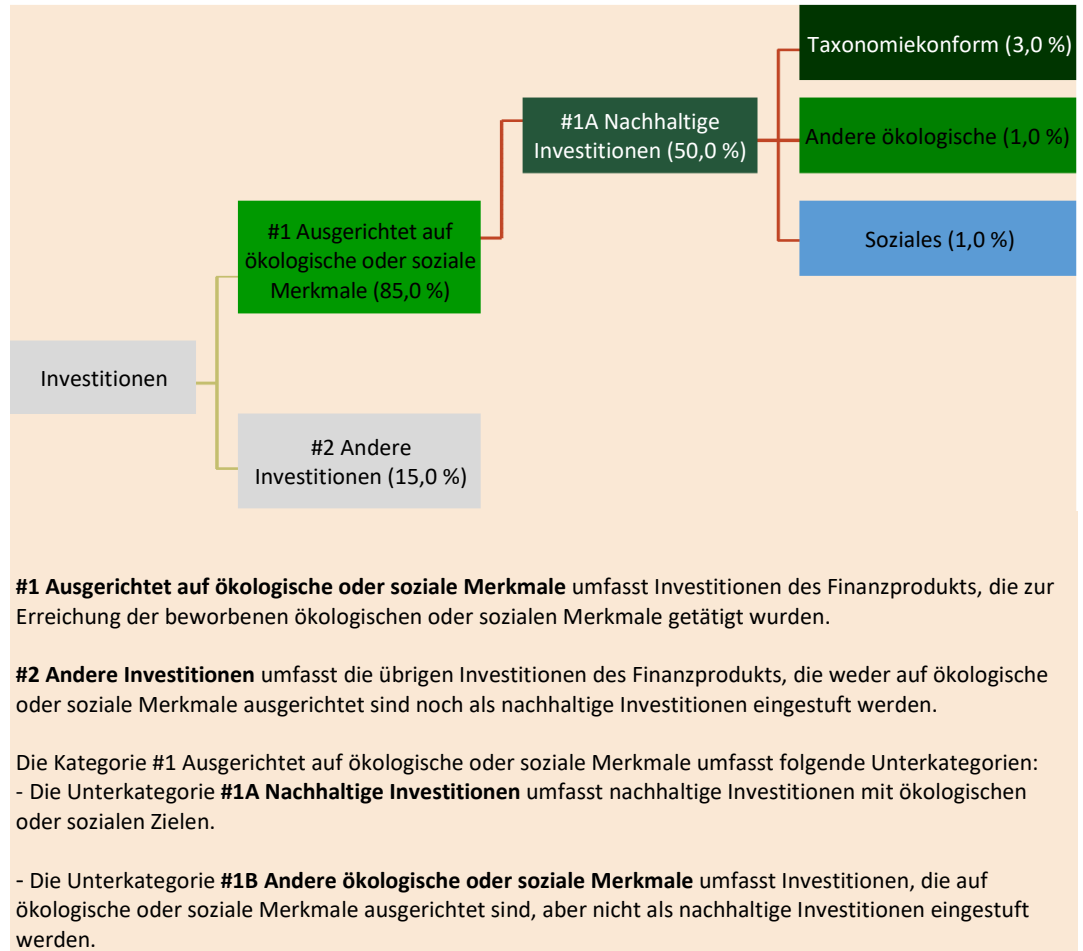 Taxonomiekonform (3,0 %)
#1A Nachhaltige
Investitionen (50,0 %)
Andere ökologische (1,0 %)
#1 Ausgerichtet auf
ökologische oder soziale
Merkmale (85,0 %)
Soziales (1,0 %)
Investitionen
#2 Andere
Investitionen (15,0 %)
#1 Ausgerichtet auf ökologische oder soziale Merkmale umfasst Investitionen des Finanzprodukts, die zur
Erreichung der beworbenen ökologischen oder sozialen Merkmale getätigt wurden.
#2 Andere Investitionen umfasst die übrigen Investitionen des Finanzprodukts, die weder auf ökologische
oder soziale Merkmale ausgerichtet sind noch als nachhaltige Investitionen eingestuft werden.
Die Kategorie #1 Ausgerichtet auf ökologische oder soziale Merkmale umfasst folgende Unterkategorien:
- Die Unterkategorie #1A Nachhaltige Investitionen umfasst nachhaltige Investitionen mit ökologischen
oder sozialen Zielen.
- Die Unterkategorie #1B Andere ökologische oder soziale Merkmale umfasst Investitionen, die auf
ökologische oder soziale Merkmale ausgerichtet sind, aber nicht als nachhaltige Investitionen eingestuft
werden.